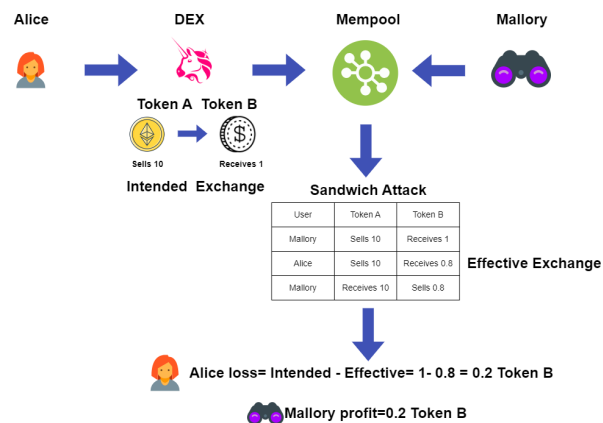 Alice DEX Mempool Mallory
Token A Token B
Sells 10 Receives 1
Intended Exchange
Sandwich Attack
User Token A Token B
Mallory Sells 10 Receives 1
Alice Sells 10 Receives 0.8
Mallory Receives 10 Sells 0.8
Effective Exchange
Alice loss= Intended - Effective= 1- 0.8 = 0.2 Token B
Mallory profit=0.2 Token B